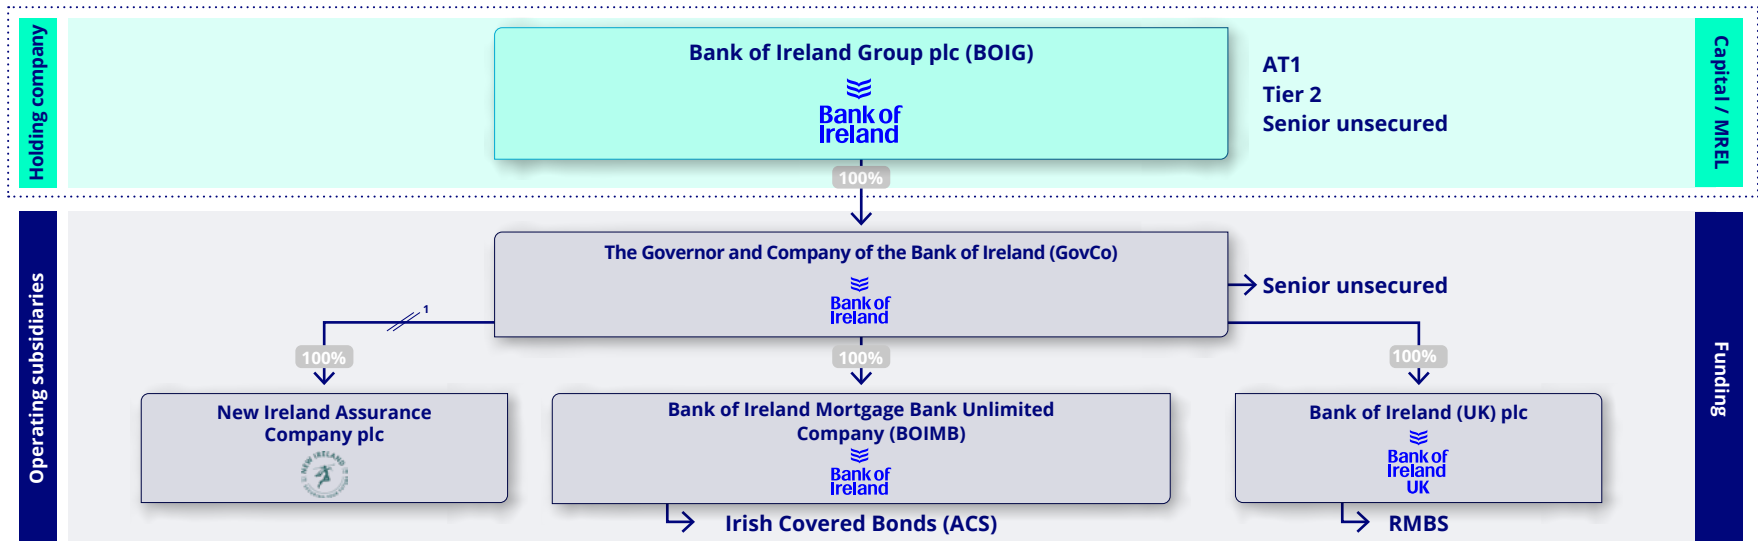 Holding company
Bank of Ireland Group plc (BOIG)
Bank of
Ireland
AT1
Tier 2
Senior unsecured
Capital / MREL
100%
Operating subsidiaries
The Governor and Company of the Bank of Ireland (GovCo)
Bank of
Ireland
Senior unsecured
Funding
1
100%
100%
100%
New Ireland Assurance
Company plc
NEW IRELAND
Bank of Ireland Mortgage Bank Unlimited
Company (BOIMB)
Bank of
Ireland
Bank of Ireland (UK) plc
Bank of
Ireland
UK
Irish Covered Bonds (ACS)
RMBS